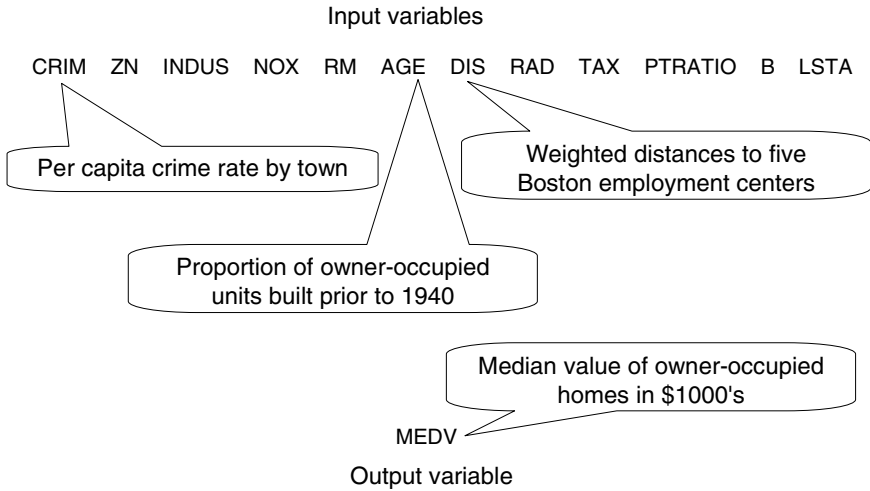 Input variables
CRIM ZN INDUS NOX RM AGE DIS RAD TAX PTRATIO B LSTA
Per capita crime rate by town
Weighted distances to five
Boston employment centers
Proportion of owner-occupied
units built prior to 1940
Median value of owner-occupied
homes in $1000's
MEDV
Output variable